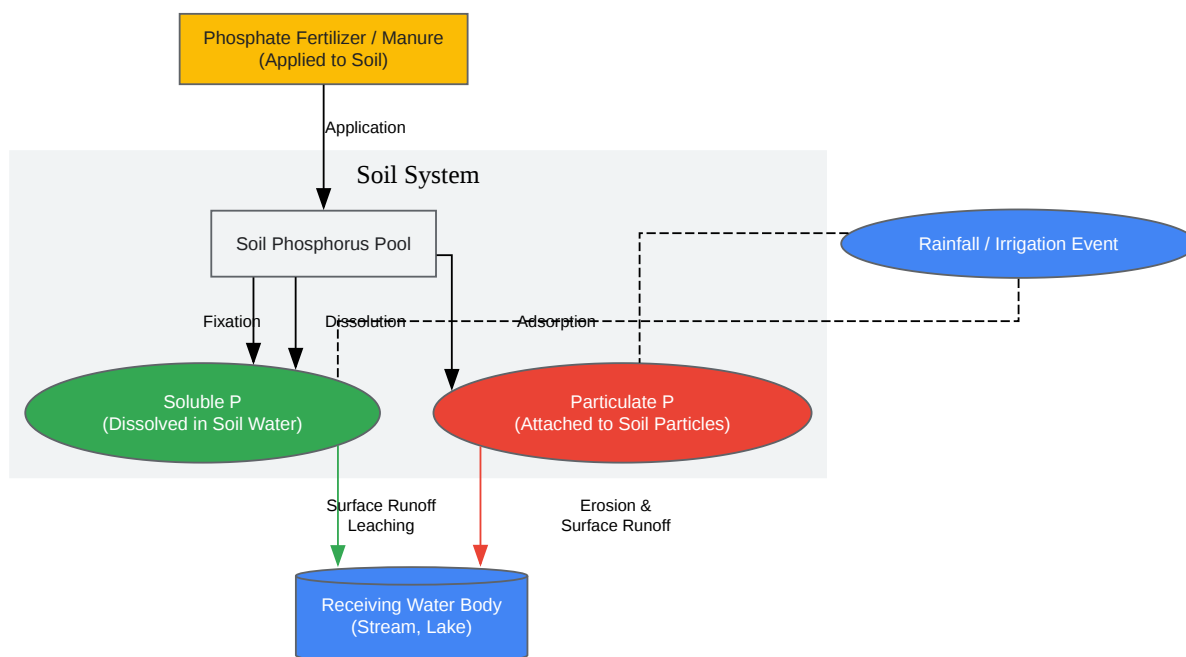 Phosphate Fertilizer / Manure
(Applied to Soil)
Application
Soil System
Soil Phosphorus Pool
Rainfall / Irrigation Event
Fixation
Dissolution
Adsorption
Soluble P
(Dissolved in Soil Water)
Particulate P
(Attached to Soil Particles)
Surface Runoff
Leaching
Erosion &
Surface Runoff
Receiving Water Body
(Stream, Lake)